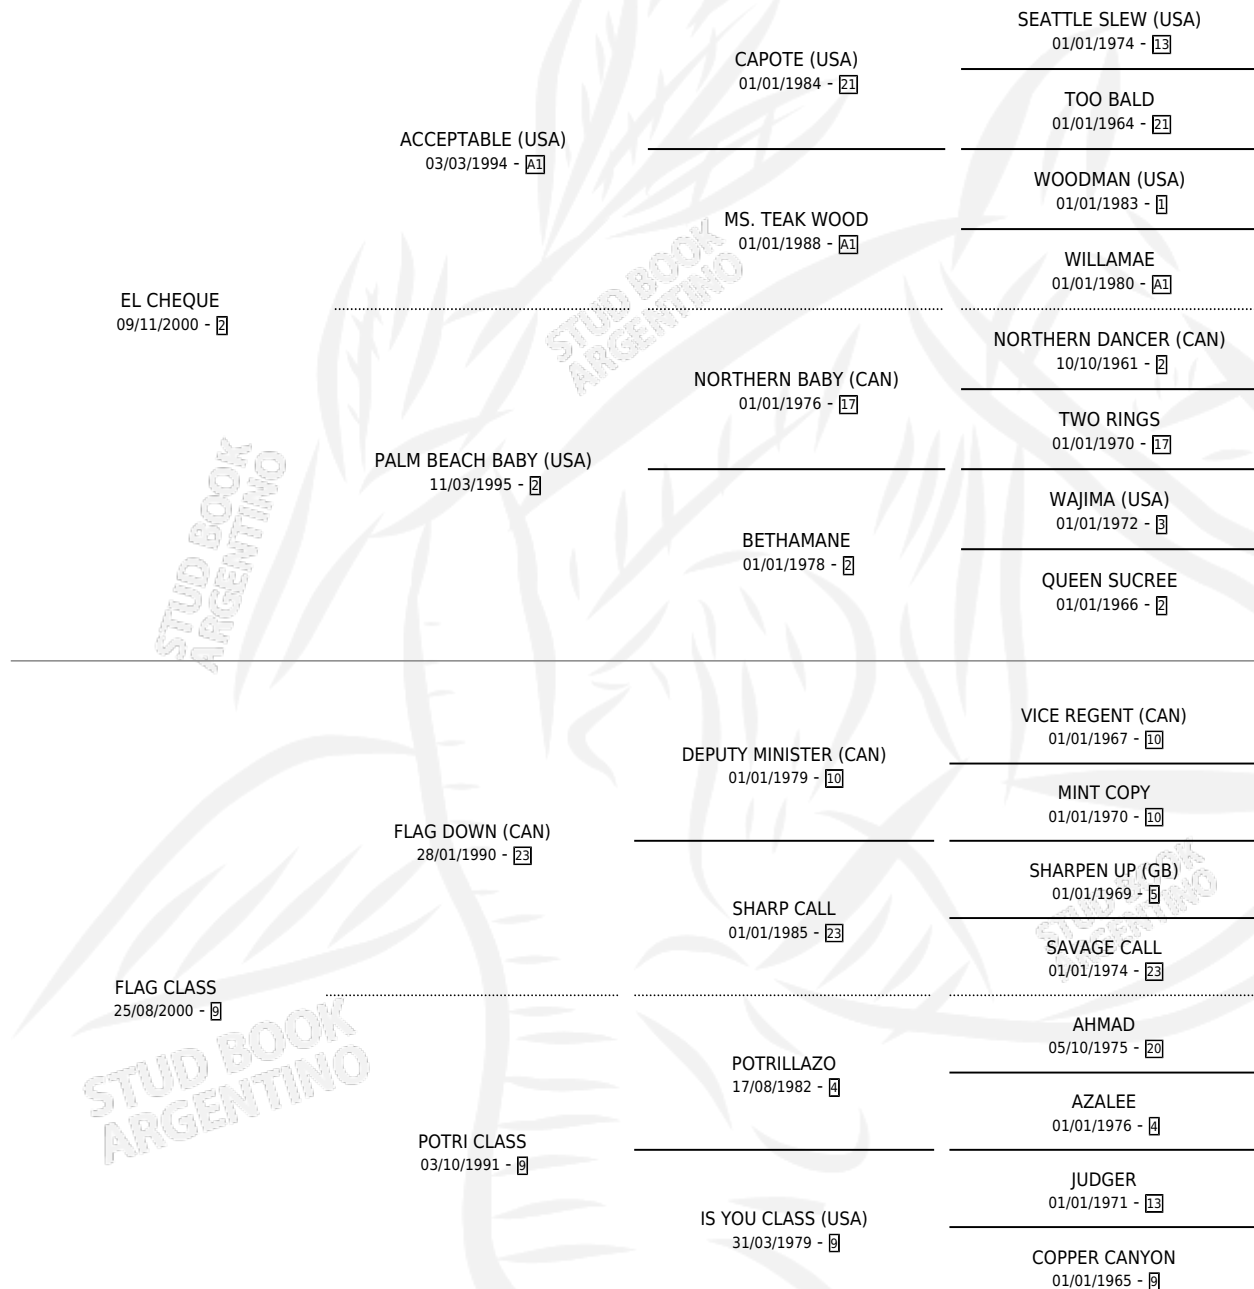 SEATTLE SLEW (USA)
01/01/1974 - 13
CAPOTE (USA)
01/01/1984 - 21
TOO BALD
01/01/1964 - 21
ACCEPTABLE (USA)
03/03/1994 - A1
WOODMAN (USA)
01/01/1983 - 1
MS. TEAK WOOD
01/01/1988 - A1
WILLAMAE
01/01/1980 - A1
EL CHEQUE
09/11/2000 - 2
NORTHERN DANCER (CAN)
10/10/1961 - 2
NORTHERN BABY (CAN)
01/01/1976 - 17
TWO RINGS
01/01/1970 - 17
PALM BEACH BABY (USA)
11/03/1995 - 2
WAJIMA (USA)
01/01/1972 - 3
BETHAMANE
01/01/1978 - 2
QUEEN SUCREE
01/01/1966 - 2
VICE REGENT (CAN)
01/01/1967 - 10
DEPUTY MINISTER (CAN)
01/01/1979 - 10
MINT COPY
01/01/1970 - 10
FLAG DOWN (CAN)
28/01/1990 - 23
SHARPEN UP (GB)
01/01/1969 - 5
SHARP CALL
01/01/1985 - 23
SAVAGE CALL
01/01/1974 - 23
FLAG CLASS
25/08/2000 - 9
AHMAD
05/10/1975 - 20
POTRILLAZO
17/08/1982 - 4
AZALEE
01/01/1976 - 4
POTRI CLASS
03/10/1991 - 9
JUDGER
01/01/1971 - 13
IS YOU CLASS (USA)
31/03/1979 - 9
COPPER CANYON
01/01/1965 - 9
STUD BOOK
ARGENTINO
STUD BOOK
ARGENTINO
STUD BOOK
ARGENTINO
STUD BOOK
ARGENTINO